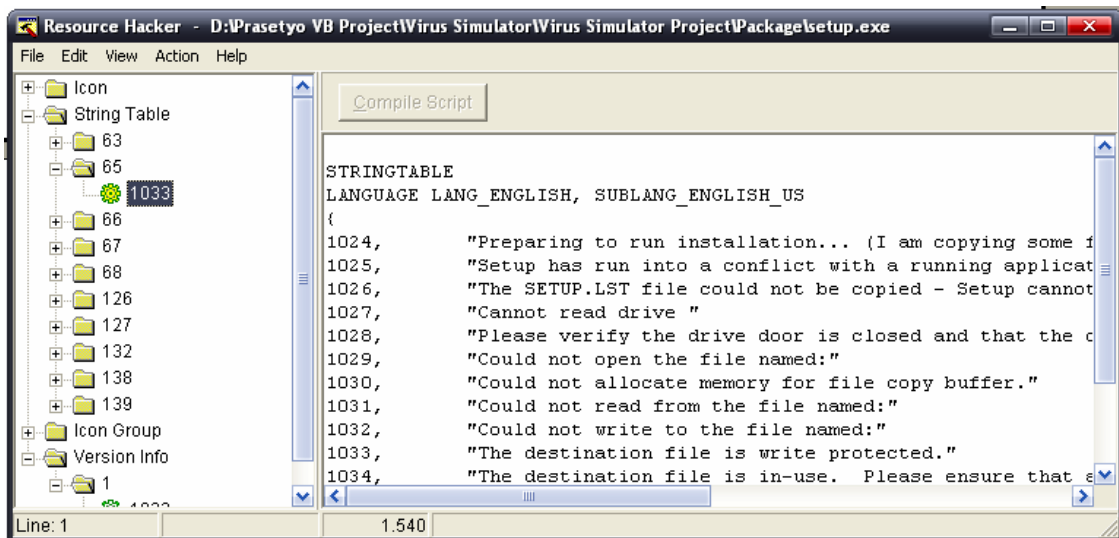 Resource Hacker - D:\Prasetyo VB Project\Virus Simulator\Virus Simulator Project\Package\setup.exe
File Edit View Action Help
Icon
String Table
63
65
1033
66
67
68
126
127
132
138
139
Icon Group
Version Info
1
Compile Script
STRINGTABLE
LANGUAGE LANG_ENGLISH, SUBLANG_ENGLISH_US
{
1024, "Preparing to run installation... (I am copying some
1025, "Setup has run into a conflict with a running
1026, "The SETUP.LST file could not be copied - Setup cannot
1027, "Cannot read drive "
1028, "Please verify the drive door is closed and that the
1029, "Could not open the file named:"
1030, "Could not allocate memory for file copy buffer."
1031, "Could not read from the file named:"
1032, "Could not write to the file named:"
1033, "The destination file is write protected."
1034, "The destination file is in-use. Please ensure that
Line: 1 1.540